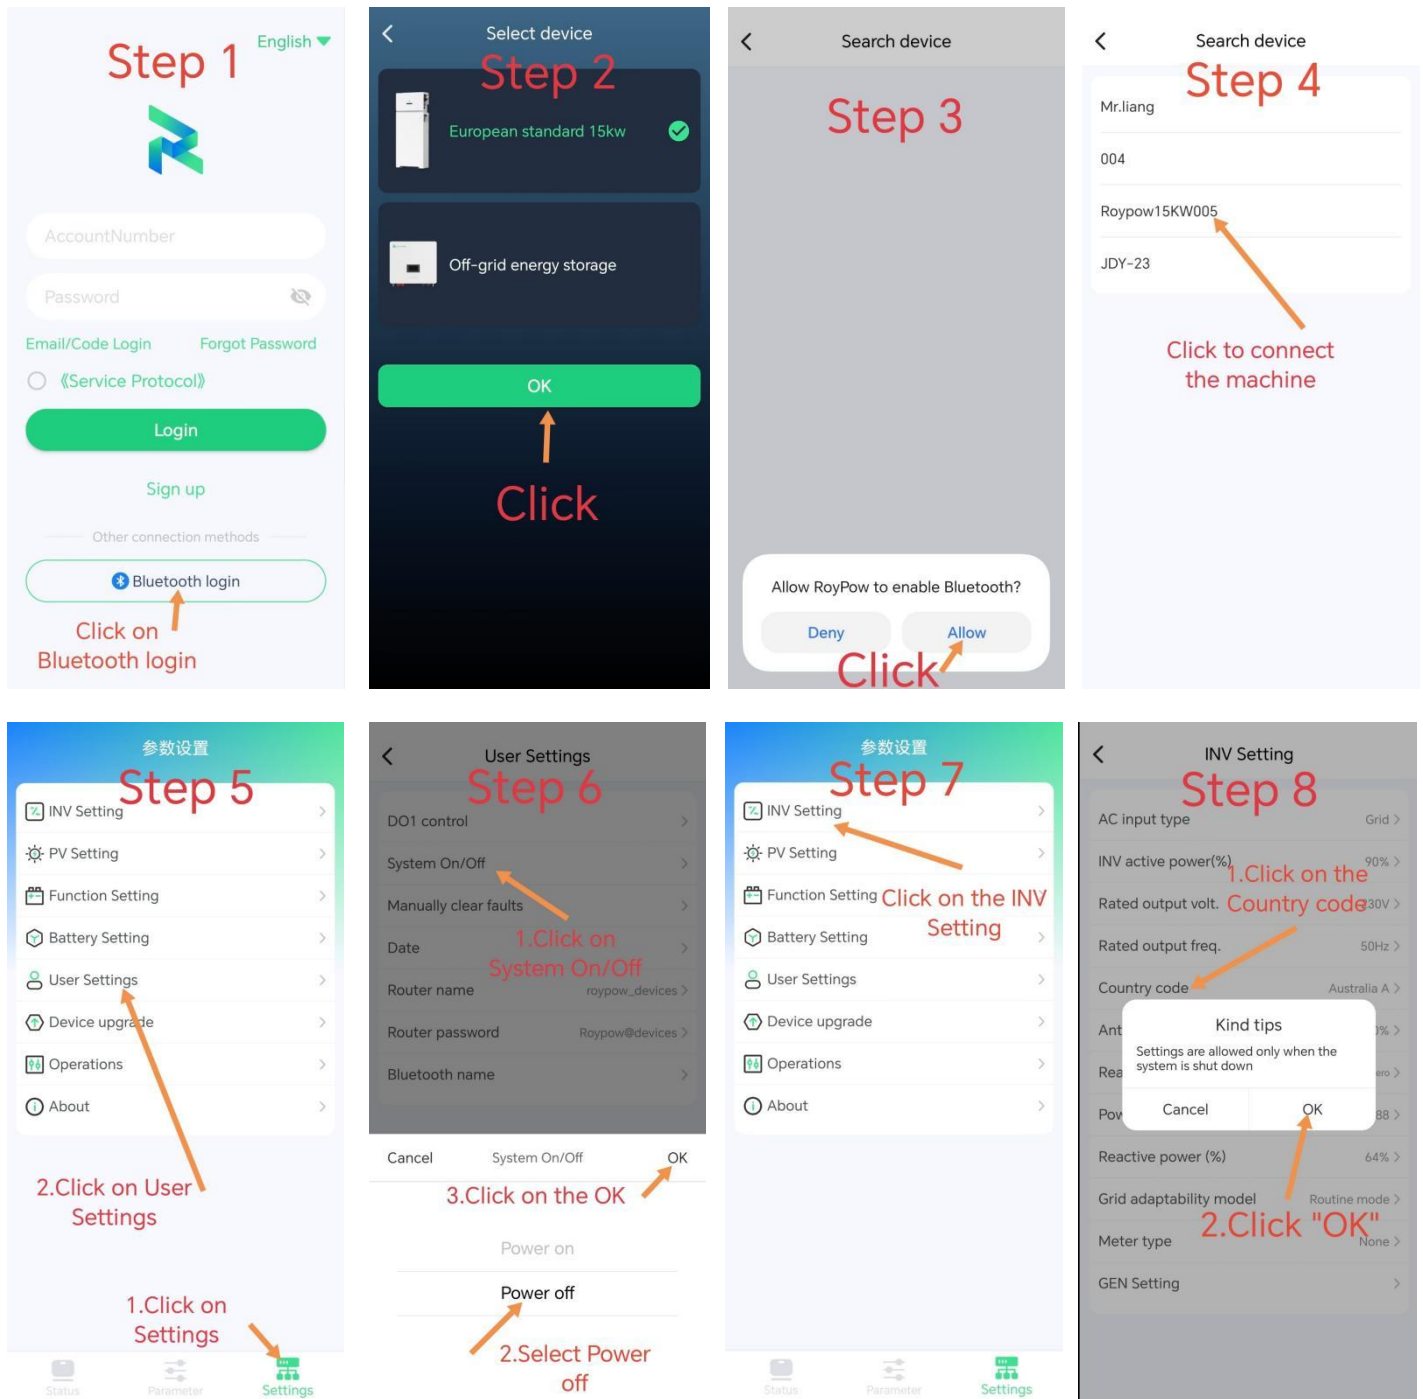 English
Step 1
AccountNumber
Password
Email/Code Login Forgot Password
《Service Protocol》
Login
Sign up
Other connection methods
Bluetooth login
Click on
Bluetooth login
Select device
Step 2
European standard 15kw
Off-grid energy storage
OK
Click
Search device
Step 3
Allow RoyPow to enable Bluetooth?
Deny Allow
Click
Search device
Step 4
Mr.liang
004
Roypow15KW005
JDY-23
Click to connect
the machine
参数设置
Step 5
INV Setting
PV Setting
Function Setting
Battery Setting
User Settings
Device upgrade
Operations
About
2.Click on User
Settings
1.Click on
Settings
Status Parameter Settings
User Settings
Step 6
DO1 control
System On/Off
Manually clear faults
1.Click on
System On/Off
Date
Router name roypow_devices
Router password Roypow@devices
Bluetooth name
Cancel System On/Off OK
3.Click on the OK
Power on
Power off
2.Select Power
off
参数设置
Step 7
INV Setting
PV Setting
Function Setting
Click on the INV
Setting
Battery Setting
User Settings
Device upgrade
Operations
About
Status Parameter Settings
INV Setting
Step 8
AC input type Grid
INV active power(%) 90%
1.Click on the
Country code
Rated output volt. 230V
Rated output freq. 50Hz
Country code Australia A
Ant 0%
Rea ero
Pow 88
Kind tips
Settings are allowed only when the
system is shut down
Cancel OK
Reactive power (%) 64%
Grid adaptability model Routine mode
2.Click "OK"
Meter type None
GEN Setting